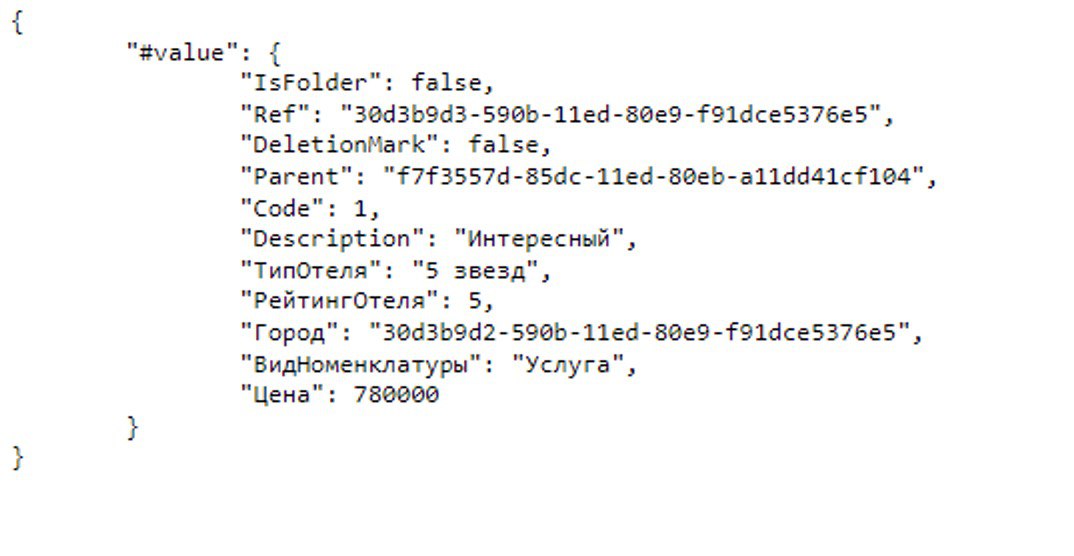 {
"#value": {
"IsFolder": false,
"Ref": "30d3b9d3-590b-11ed-80e9-f91dce5376e5",
"DeletionMark": false,
"Parent": "f7f3557d-85dc-11ed-80eb-a11dd41cf104",
"Code": 1,
"Description": "Интересный",
"ТипОтеля": "5 звезд",
"РейтингОтеля": 5,
"Город": "30d3b9d2-590b-11ed-80e9-f91dce5376e5",
"ВидНоменклатуры": "Услуга",
"Цена": 780000
}
}